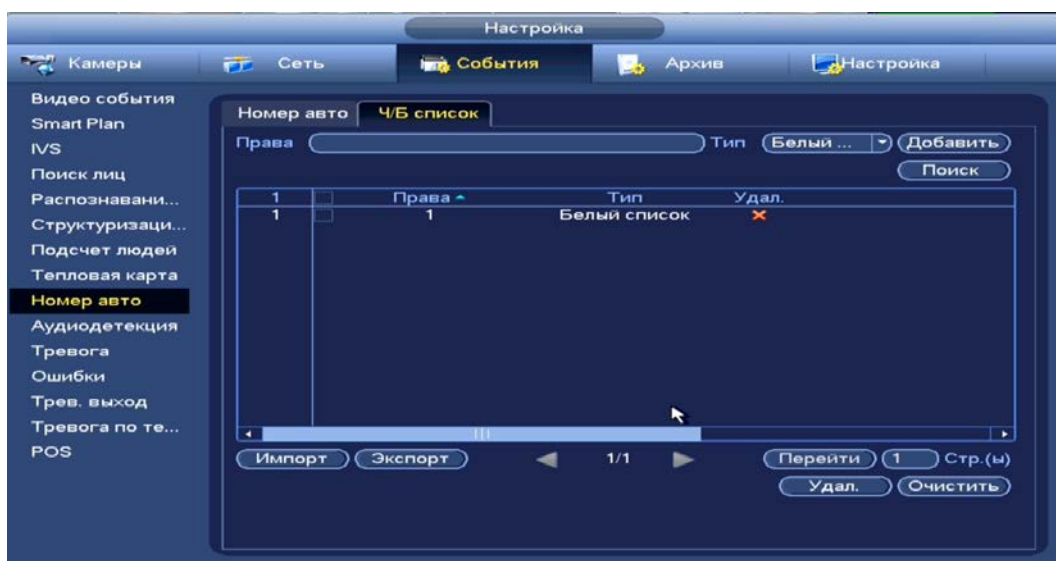 Настройка
Камеры Сеть События Архив Настройка
Видео события
Smart Plan
IVS
Поиск лиц
Распознавани...
Структуризаци...
Подсчет людей
Тепловая карта
Номер авто
Аудиодетекция
Тревога
Ошибки
Трев. выход
Тревога по те...
POS
Номер авто Ч/Б список
Права Тип Белый ... Добавить
Поиск
1 Права Тип Удал.
1 1 Белый список
Импорт Экспорт 1/1 Перейти 1 Стр.(ы)
Удал. Очистить